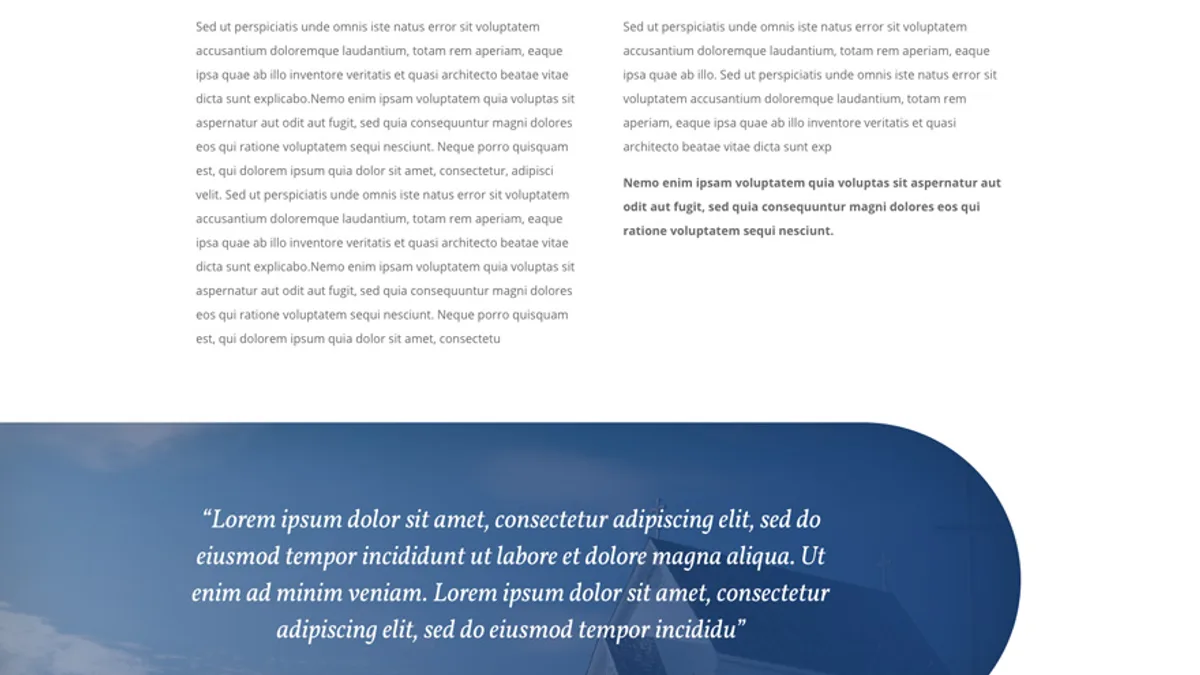 Sed ut perspiciatis unde omnis iste natus error sit voluptatem
accusantium doloremque laudantium, totam rem aperiam, eaque
ipsa quae ab illo inventore veritatis et quasi architecto beatae vitae
dicta sunt explicabo.Nemo enim ipsam voluptatem quia voluptas sit
aspernatur aut odit aut fugit, sed quia consequuntur magni dolores
eos qui ratione voluptatem sequi nesciunt. Neque porro quisquam
est, qui dolorem ipsum quia dolor sit amet, consectetur, adipisci
velit. Sed ut perspiciatis unde omnis iste natus error sit voluptatem
accusantium doloremque laudantium, totam rem aperiam, eaque
ipsa quae ab illo inventore veritatis et quasi architecto beatae vitae
dicta sunt explicabo.Nemo enim ipsam voluptatem quia voluptas sit
aspernatur aut odit aut fugit, sed quia consequuntur magni dolores
eos qui ratione voluptatem sequi nesciunt. Neque porro quisquam
est, qui dolorem ipsum quia dolor sit amet, consectetu
Sed ut perspiciatis unde omnis iste natus error sit voluptatem
accusantium doloremque laudantium, totam rem aperiam, eaque
ipsa quae ab illo. Sed ut perspiciatis unde omnis iste natus error sit
voluptatem accusantium doloremque laudantium, totam rem
aperiam, eaque ipsa quae ab illo inventore veritatis et quasi
architecto beatae vitae dicta sunt exp
Nemo enim ipsam voluptatem quia voluptas sit aspernatur aut
odit aut fugit, sed quia consequuntur magni dolores eos qui
ratione voluptatem sequi nesciunt.
“Lorem ipsum dolor sit amet, consectetur adipiscing elit, sed do
eiusmod tempor incididunt ut labore et dolore magna aliqua. Ut
enim ad minim veniam. Lorem ipsum dolor sit amet, consectetur
adipiscing elit, sed do eiusmod tempor incididu”